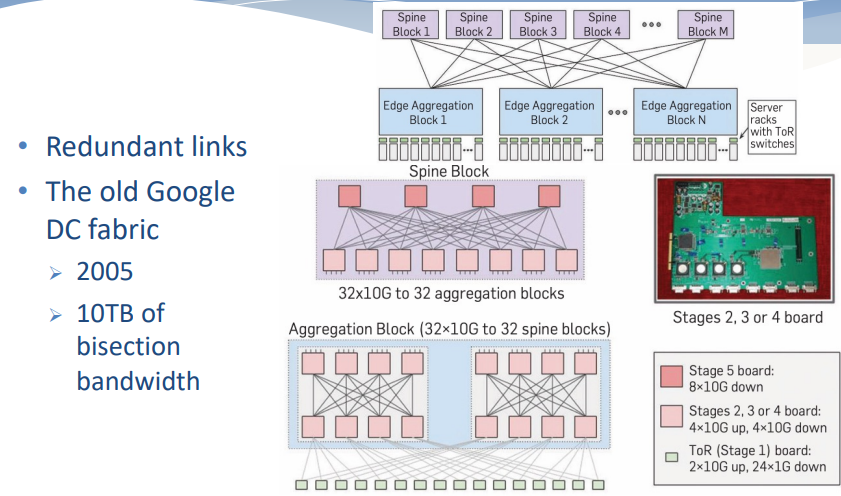 • Redundant links
• The old Google
DC fabric
➢ 2005
➢ 10TB of
bisection
bandwidth
Spine
Block 1
Spine
Block 2
Spine
Block 3
Spine
Block 4
Spine
Block M
Edge Aggregation
Block 1
Edge Aggregation
Block 2
Edge Aggregation
Block N
Server
racks
with ToR
switches
Spine Block
32x10G to 32 aggregation blocks
Stages 2, 3 or 4 board
Aggregation Block (32×10G to 32 spine blocks)
Stage 5 board:
8×10G down
Stages 2, 3 or 4 board:
4×10G up, 4×10G down
ToR (Stage 1) board:
2×10G up, 24×1G down